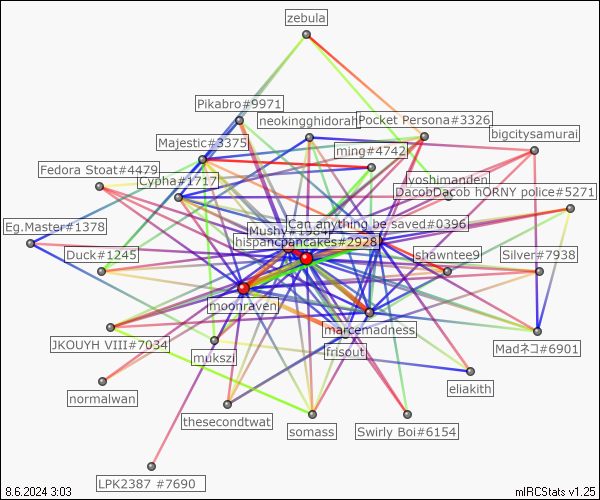 zebula
Pikabro#9971
neokingghidorah
Pocket Persona#3326
bigcitysamurai
Majestic#3375
ming#4742
Fedora Stoat#4479
Cypha#1717
lyoshimanden
DacobDacob hORNY police#5271
Eg.Master#1378
Can anything be saved#0396
Mushy#1984
hispancpancakes#2928
Duck#1245
shawntee9
Silver#7938
moonraven
marcemadness
JKOUYH VIII#7034
mukszi
frisout
Madネコ#6901
eliakith
normalwan
thesecondtwat
somass
Swirly Boi#6154
LPK2387 #7690
8.6.2024 3:03
mIRCStats v1.25